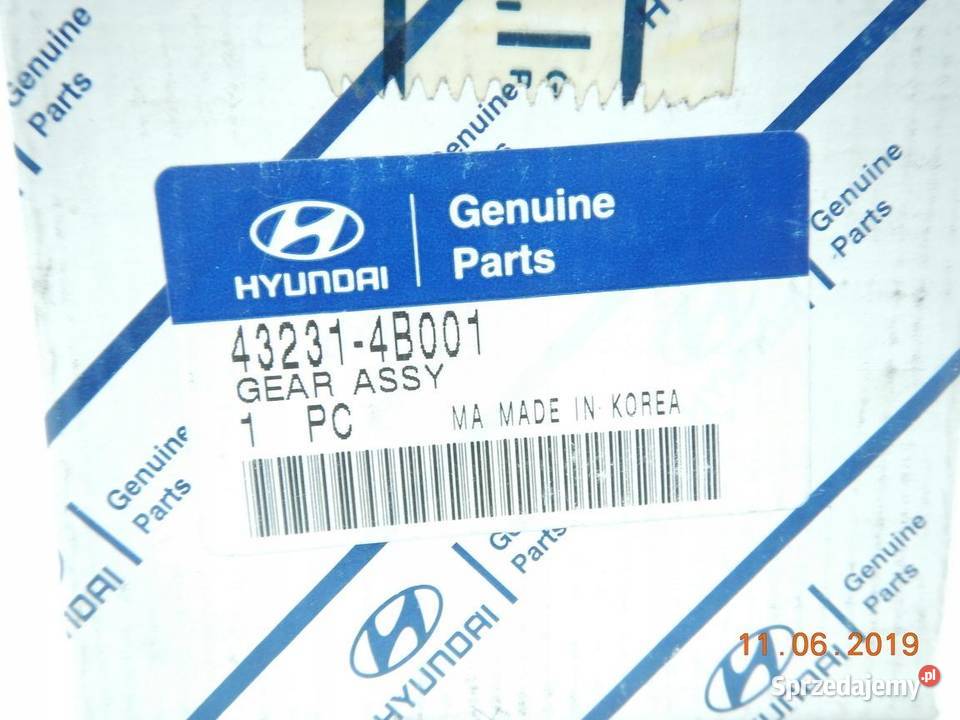 Genuine
Parts
Genuine
HYUNDAI
Genuine
Parts
43231-4B001
GEAR ASSY
1 PC MA MADE IN KOREA
Genuine
Parts
Genuine
Parts
Parts
HYUNDAI
Genuine
Parts
11.06.2019
Sprzedajemy.pl